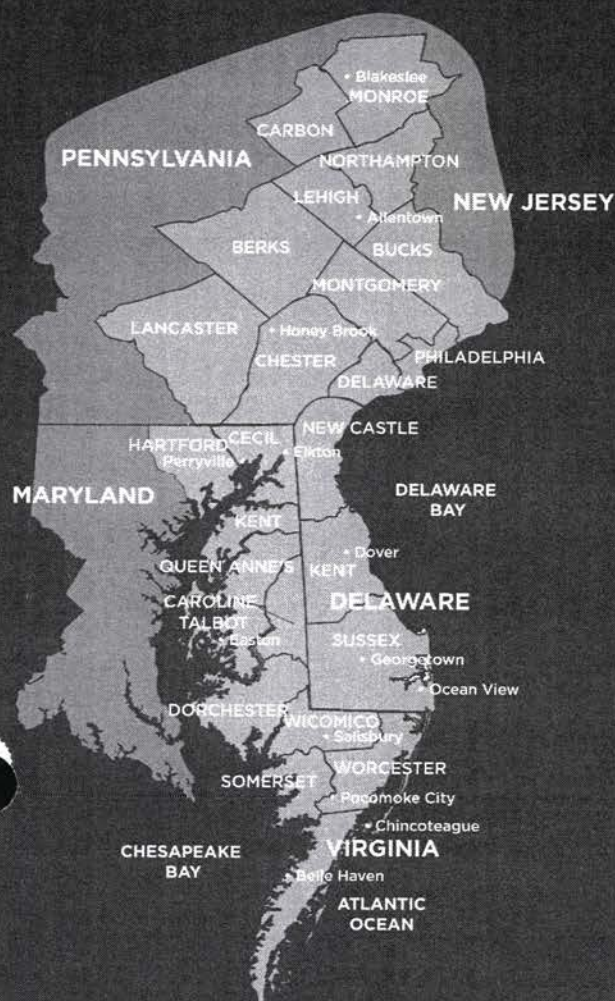 Blakeslee
MONROE
CARBON
PENNSYLVANIA
NORTHAMPTON
LEHIGH
NEW JERSEY
Allentown
BERKS
BUCKS
MONTGOMERY
LANCASTER
Honey Brook
CHESTER
PHILADELPHIA
DELAWARE
NEW CASTLE
HARTFORD
CECIL
Elkton
Perryville
MARYLAND
DELAWARE
BAY
KENT
Dover
QUEEN ANNE'S
KENT
CAROLINE
DELAWARE
TALBOT
Easton
SUSSEX
Georgetown
Ocean View
DORCHESTER
WICOMICO
Salisbury
WORCESTER
SOMERSET
Pocomoke City
Chincoteague
CHESAPEAKE
BAY
VIRGINIA
Belle Haven
ATLANTIC
OCEAN